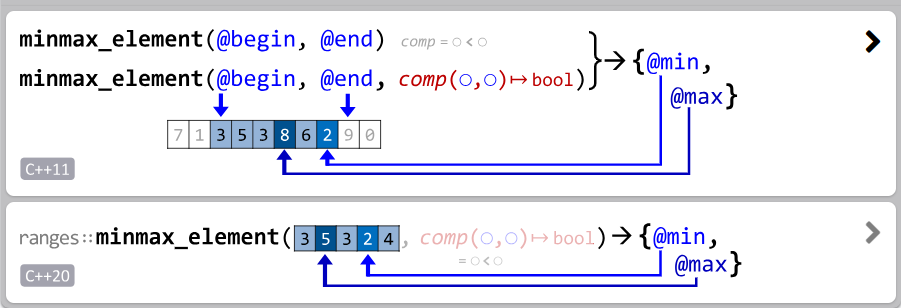 minmax_element(@begin, @end) comp = ○ < ○
minmax_element(@begin, @end, comp(○,○)↦ bool)
}→ {@min,
@max}
7 1 3 5 3 8 6 2 9 0
C++11
ranges::minmax_element( 3 5 3 2 4 , comp(○,○)↦ bool) → {@min,
= ○ < ○
@max}
C++20